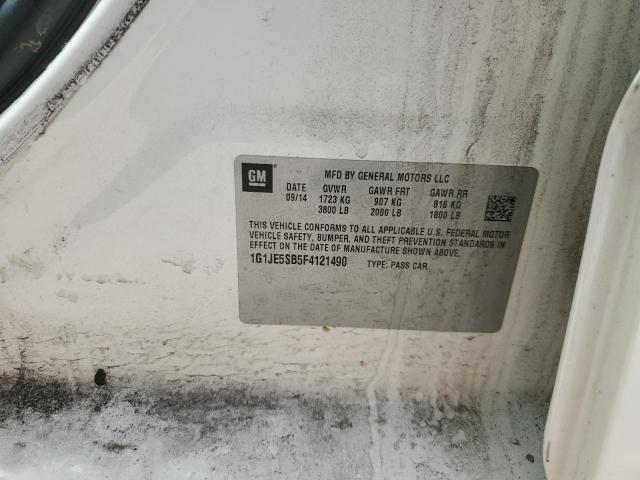 GM
MFD BY GENERAL MOTORS LLC
DATE GVWR GAWR FRT GAWR RR
09/14 1723 KG 907 KG 816 KG
3800 LB 2000 LB 1800 LB
THIS VEHICLE CONFORMS TO ALL APPLICABLE U.S. FEDERAL MOTOR
VEHICLE SAFETY, BUMPER, AND THEFT PREVENTION STANDARDS IN
EFFECT ON THE DATE OF MANUFACTURE SHOWN ABOVE.
1G1JE5SB5F4121490 TYPE: PASS CAR